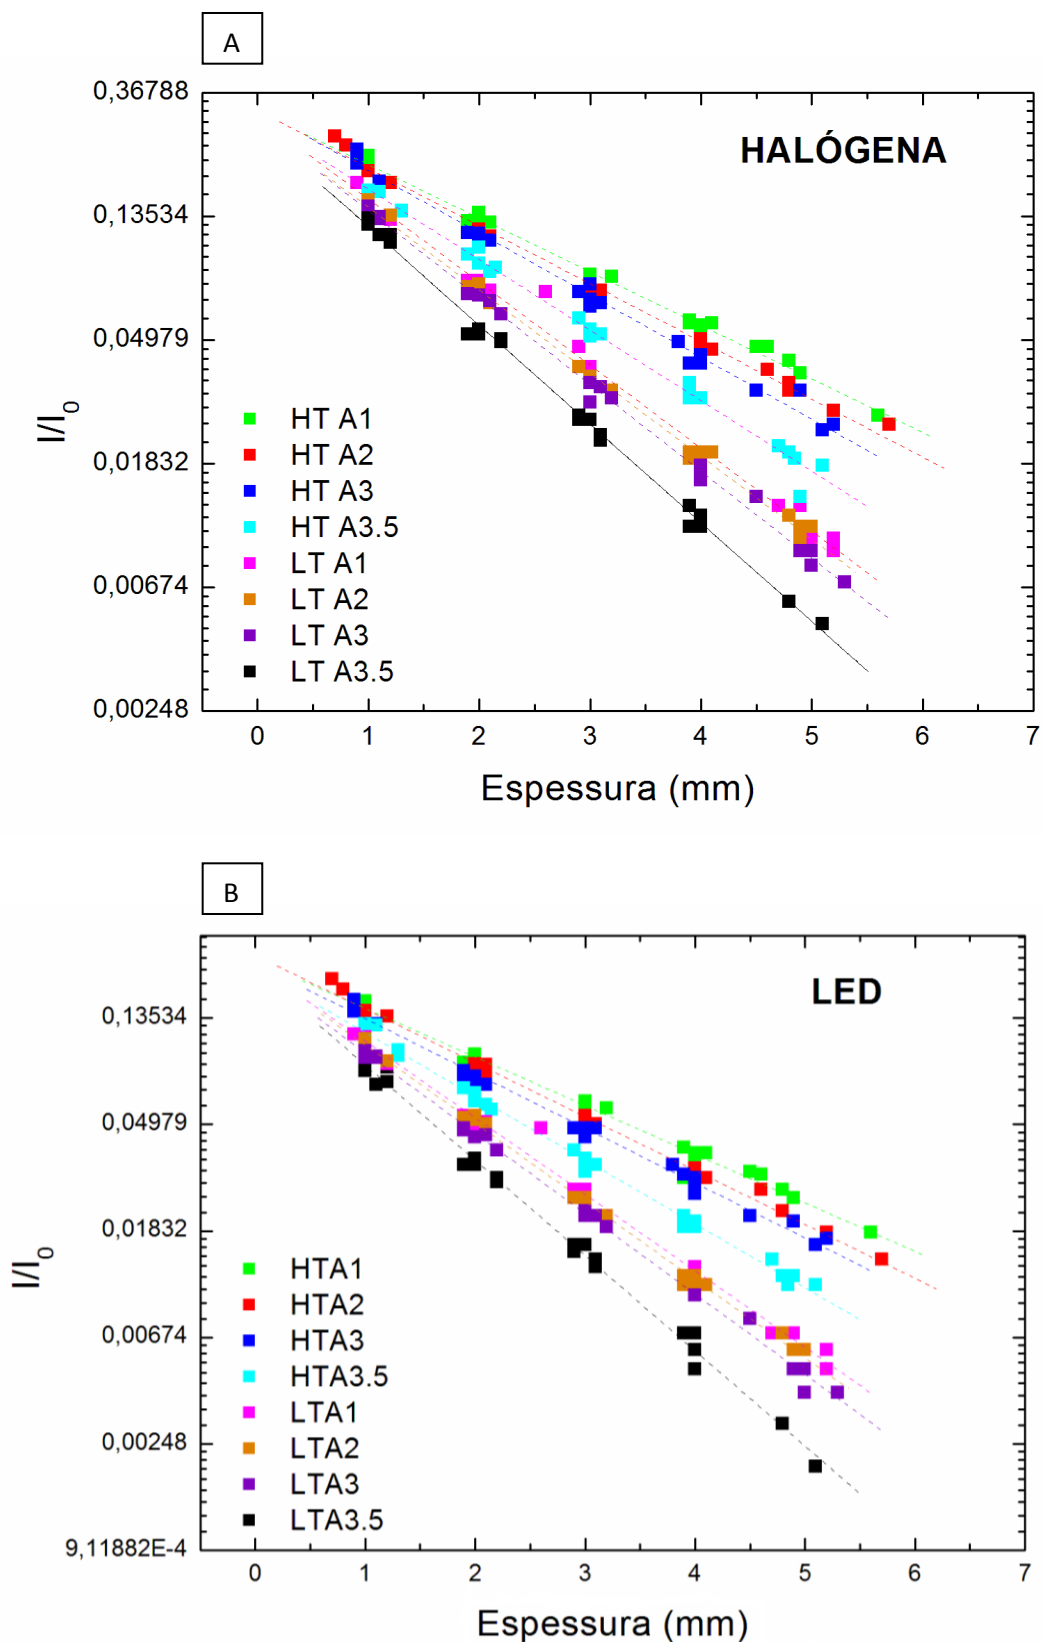 A
HALÓGENA
0,36788
0,13534
0,04979
0,01832
0,00674
0,00248
I/I0
HT A1
HT A2
HT A3
HT A3.5
LT A1
LT A2
LT A3
LT A3.5
0 1 2 3 4 5 6 7
Espessura (mm)
B
LED
0,13534
0,04979
0,01832
0,00674
0,00248
9,11882E-4
I/I0
HTA1
HTA2
HTA3
HTA3.5
LTA1
LTA2
LTA3
LTA3.5
0 1 2 3 4 5 6 7
Espessura (mm)